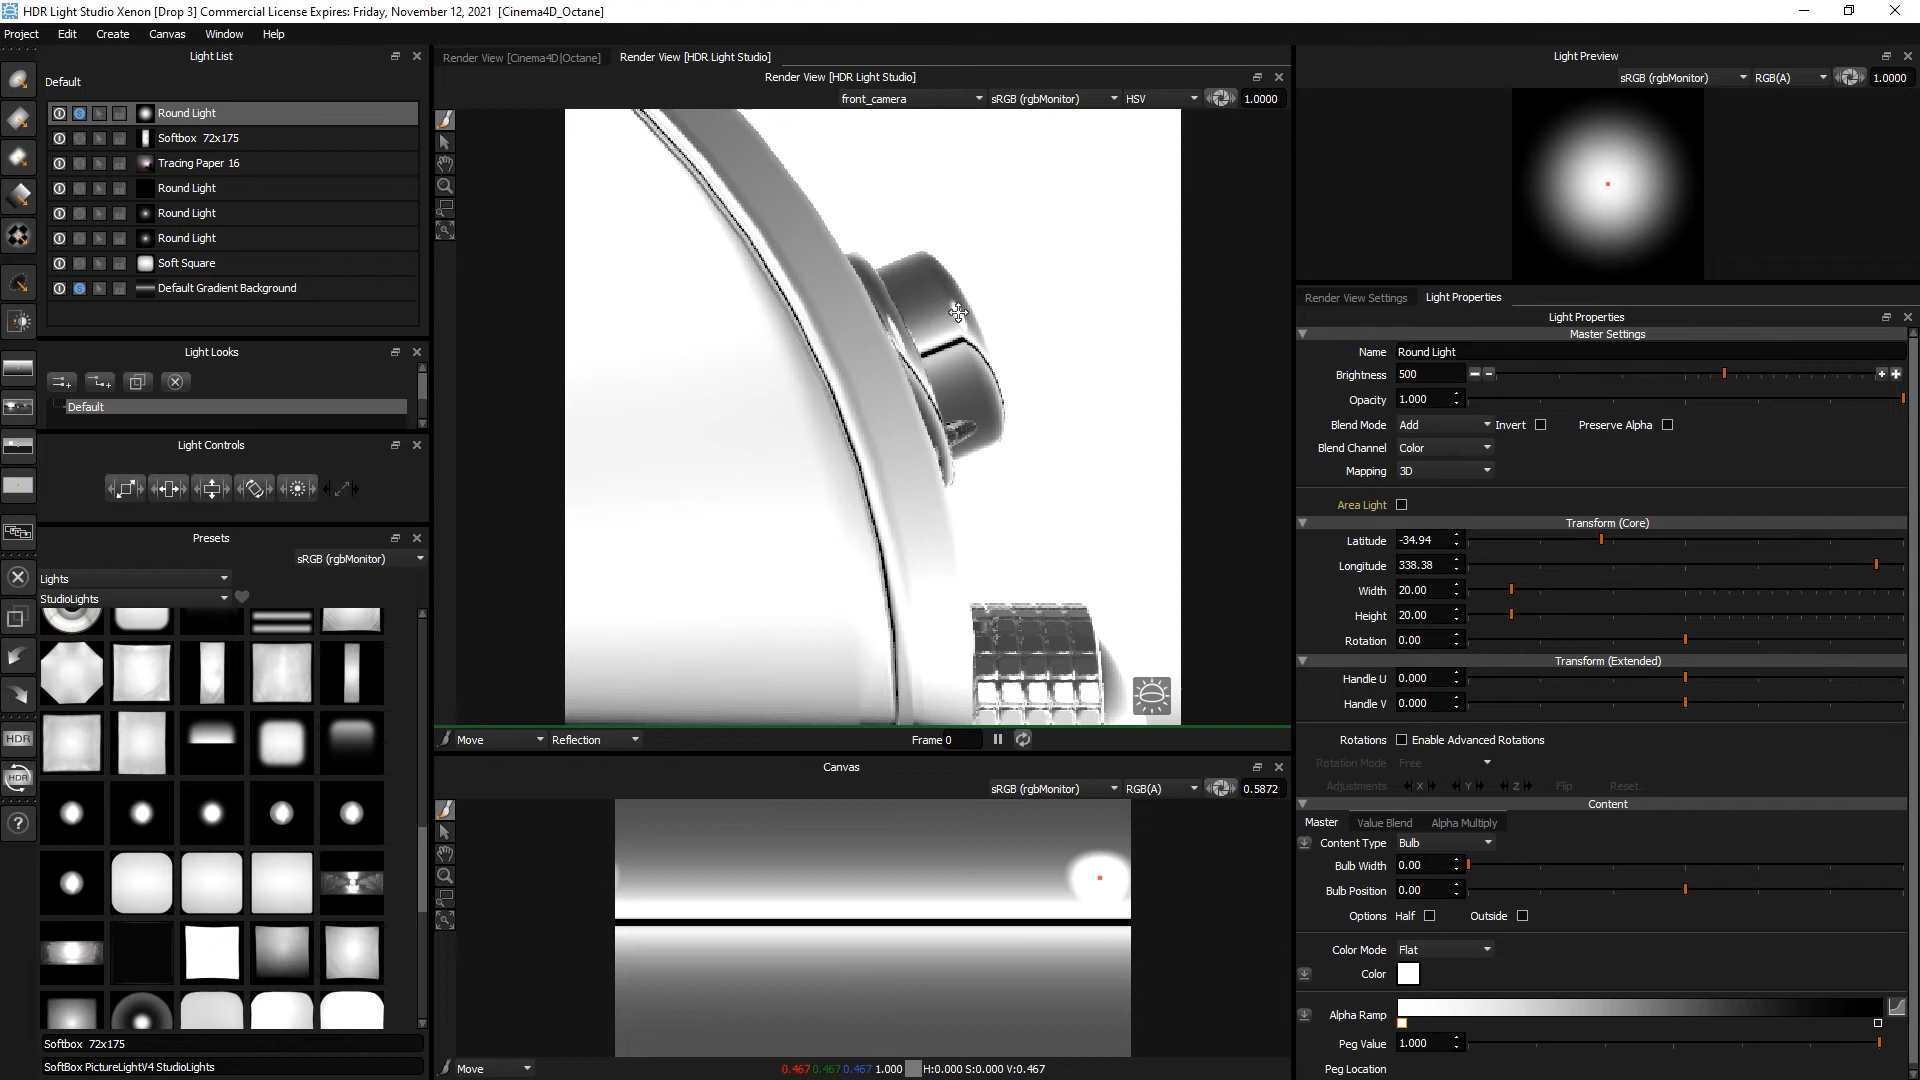 HDR Light Studio Xenon [Drop 3] Commercial License Expires: Friday, November 12, 2021 [Cinema4D_Octane]
Project Edit Create Canvas Window Help
Light List
Default
Round Light
Softbox 72x175
Tracing Paper 16
Round Light
Round Light
Round Light
Soft Square
Default Gradient Background
Light Looks
Default
Light Controls
Presets
sRGB (rgbMonitor)
Lights
StudioLights
Softbox 72x175
SoftBox PictureLightV4 StudioLights
HDR
HDR
Render View [Cinema4D|Octane] Render View [HDR Light Studio]
Render View [HDR Light Studio]
front_camera sRGB (rgbMonitor) HSV 1.0000
Move Reflection Frame 0
Canvas
sRGB (rgbMonitor) RGB(A) 0.5872
Move 0.467 0.467 0.467 1.000 H:0.000 S:0.000 V:0.467
Light Preview
sRGB (rgbMonitor) RGB(A) 1.0000
Render View Settings Light Properties
Light Properties
Master Settings
Name Round Light
Brightness 500
Opacity 1.000
Blend Mode Add Invert Preserve Alpha
Blend Channel Color
Mapping 3D
Area Light
Transform (Core)
Latitude -34.94
Longitude 338.38
Width 20.00
Height 20.00
Rotation 0.00
Transform (Extended)
Handle U 0.000
Handle V 0.000
Rotations Enable Advanced Rotations
Rotation Mode Free
Adjustments X Y Z Flip Reset
Content
Master Value Blend Alpha Multiply
Content Type Bulb
Bulb Width 0.00
Bulb Position 0.00
Options Half Outside
Color Mode Flat
Color
Alpha Ramp
Peg Value 1.000
Peg Location